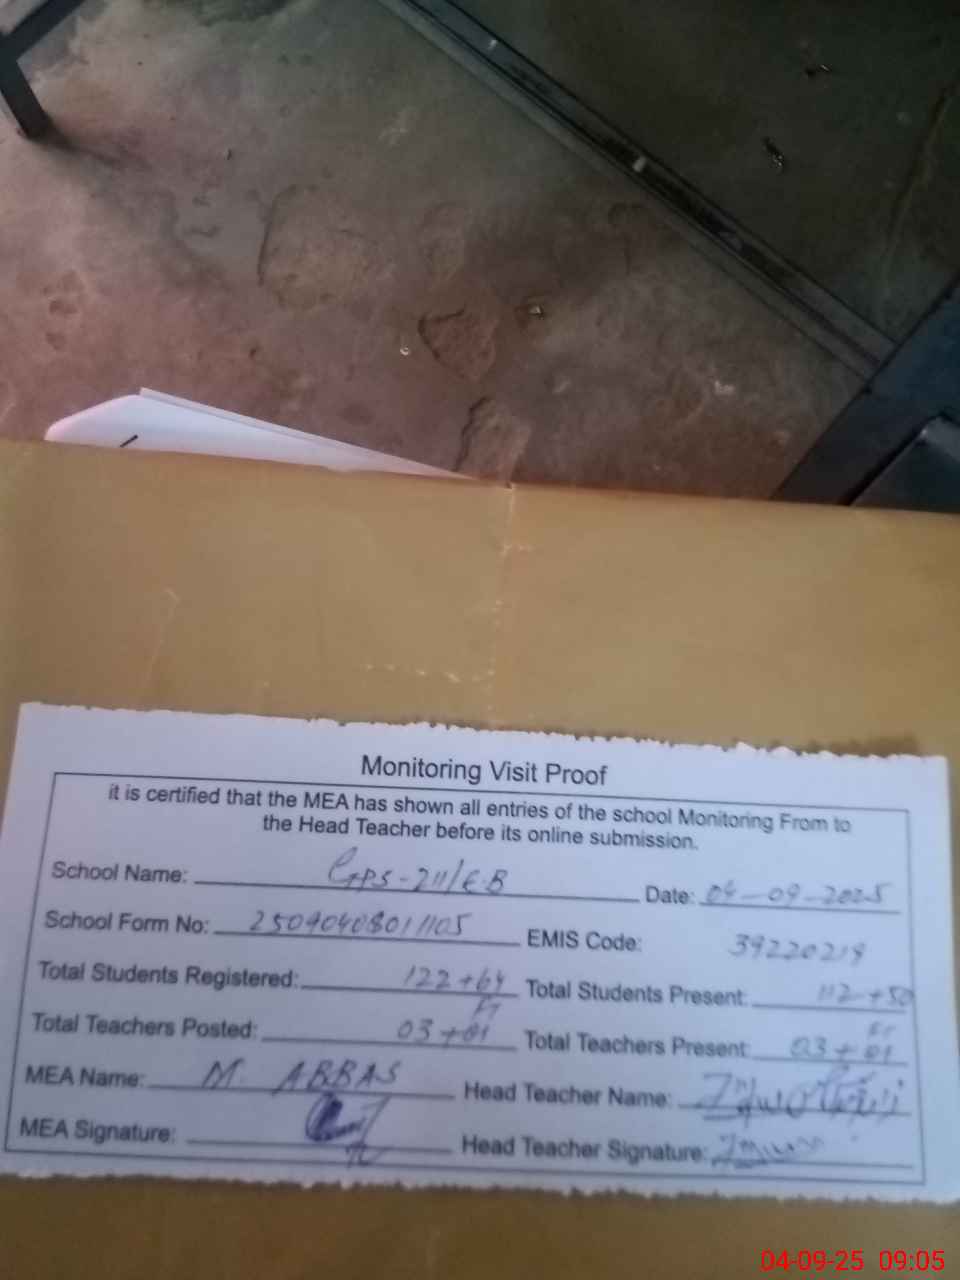 Monitoring Visit Proof
it is certified that the MEA has shown all entries of the school Monitoring From to
the Head Teacher before its online submission.
School Name: GPS-211/E.B Date: 04-09-2025
School Form No: 25090408011105 EMIS Code: 39220219
Total Students Registered: 122+64 Total Students Present: 112+50
Total Teachers Posted: 03+01 Total Teachers Present: 03+01
MEA Name: M. ABBAS Head Teacher Name:
MEA Signature: Head Teacher Signature:
04-09-25 09:05